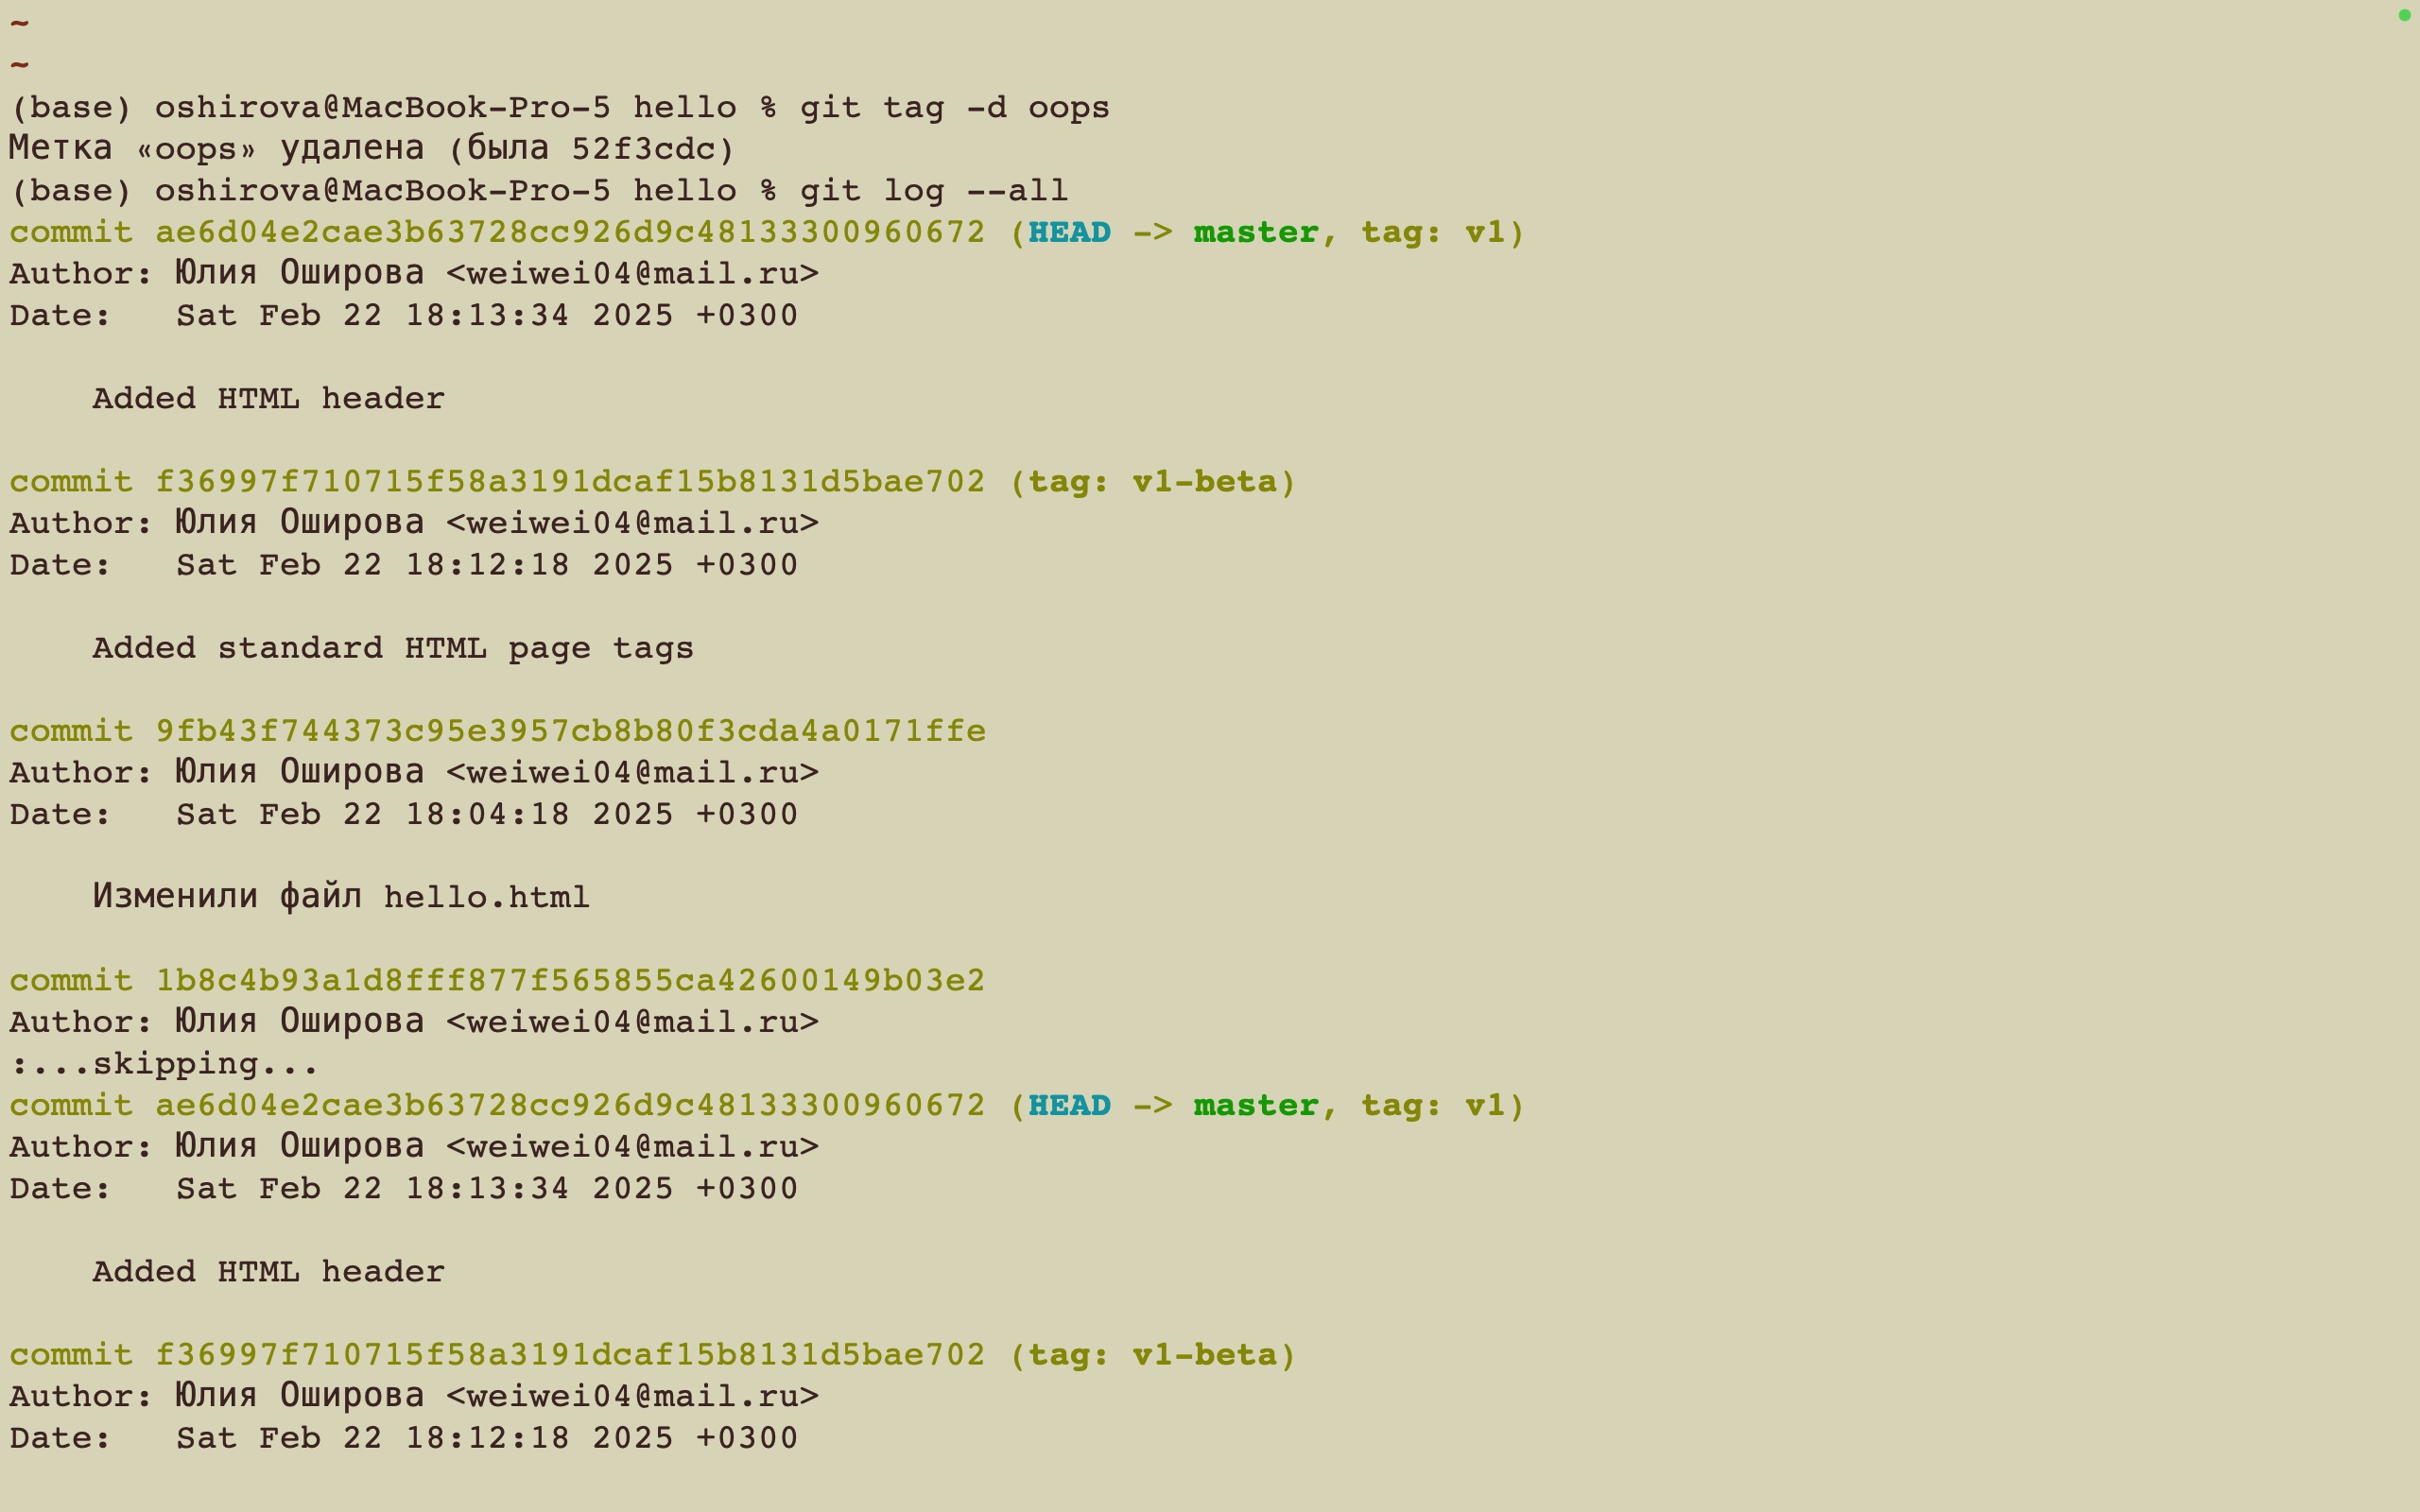 ~
~
(base) oshirova@MacBook-Pro-5 hello % git tag -d oops
Метка «oops» удалена (была 52f3cdc)
(base) oshirova@MacBook-Pro-5 hello % git log --all
commit ae6d04e2cae3b63728cc926d9c48133300960672 (HEAD -> master, tag: v1)
Author: Юлия Оширова <weiwei04@mail.ru>
Date:   Sat Feb 22 18:13:34 2025 +0300
    Added HTML header
commit f36997f710715f58a3191dcaf15b8131d5bae702 (tag: v1-beta)
Author: Юлия Оширова <weiwei04@mail.ru>
Date:   Sat Feb 22 18:12:18 2025 +0300
    Added standard HTML page tags
commit 9fb43f744373c95e3957cb8b80f3cda4a0171ffe
Author: Юлия Оширова <weiwei04@mail.ru>
Date:   Sat Feb 22 18:04:18 2025 +0300
    Изменили файл hello.html
commit 1b8c4b93a1d8fff877f565855ca42600149b03e2
Author: Юлия Оширова <weiwei04@mail.ru>
:...skipping...
commit ae6d04e2cae3b63728cc926d9c48133300960672 (HEAD -> master, tag: v1)
Author: Юлия Оширова <weiwei04@mail.ru>
Date:   Sat Feb 22 18:13:34 2025 +0300
    Added HTML header
commit f36997f710715f58a3191dcaf15b8131d5bae702 (tag: v1-beta)
Author: Юлия Оширова <weiwei04@mail.ru>
Date:   Sat Feb 22 18:12:18 2025 +0300